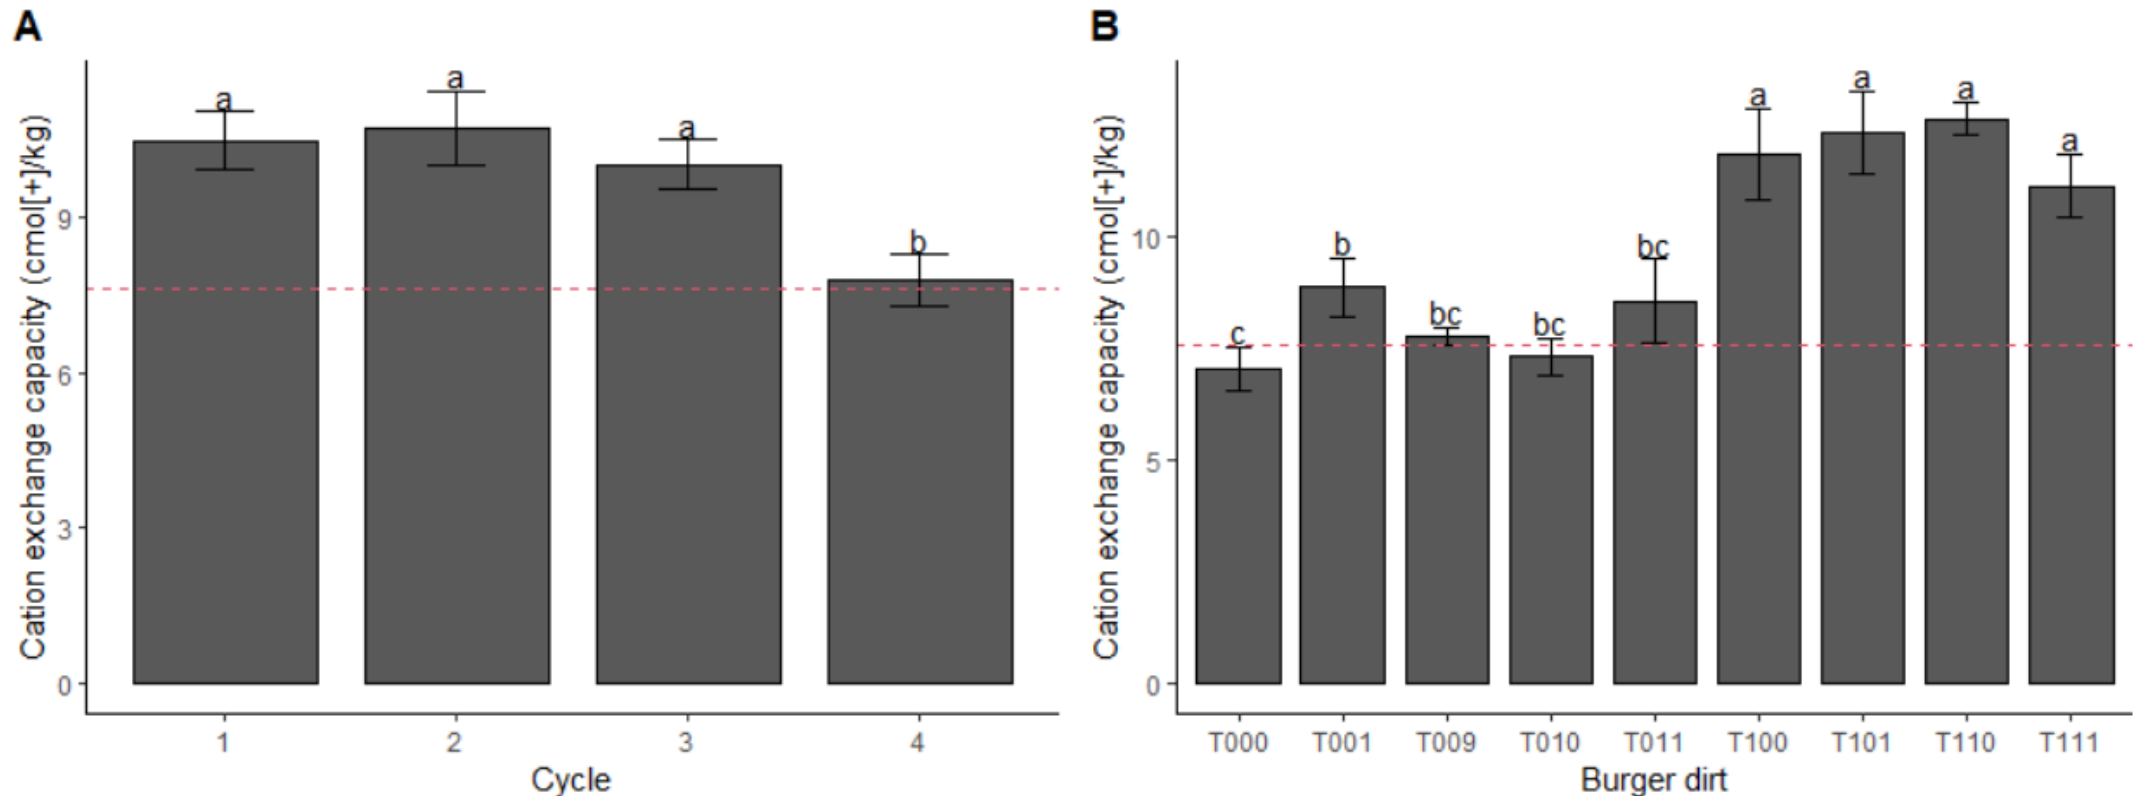 A
Cation exchange capacity (cmol[+]/kg)
9
6
3
0
a
a
a
b
1
2
3
4
Cycle
B
Cation exchange capacity (cmol[+]/kg)
10
5
0
c
b
bc
bc
bc
a
a
a
a
T000
T001
T009
T010
T011
T100
T101
T110
T111
Burger dirt